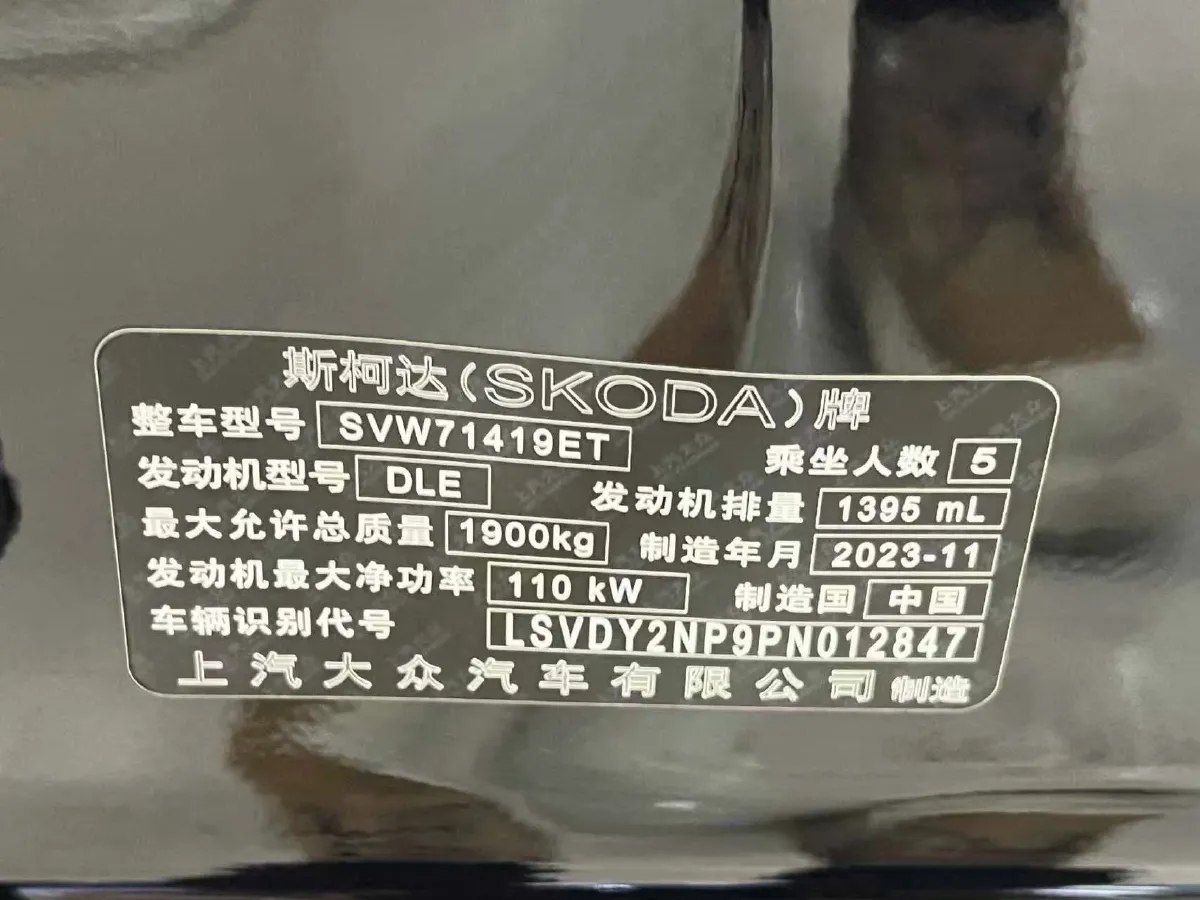 斯柯达(SKODA)牌
整车型号 SVW71419ET 乘坐人数 5
发动机型号 DLE 发动机排量 1395 mL
最大允许总质量 1900kg 制造年月 2023-11
发动机最大净功率 110 kW 制造国 中国
车辆识别代号 LSVDY2NP9PN012847
上汽大众汽车有限公司 制造